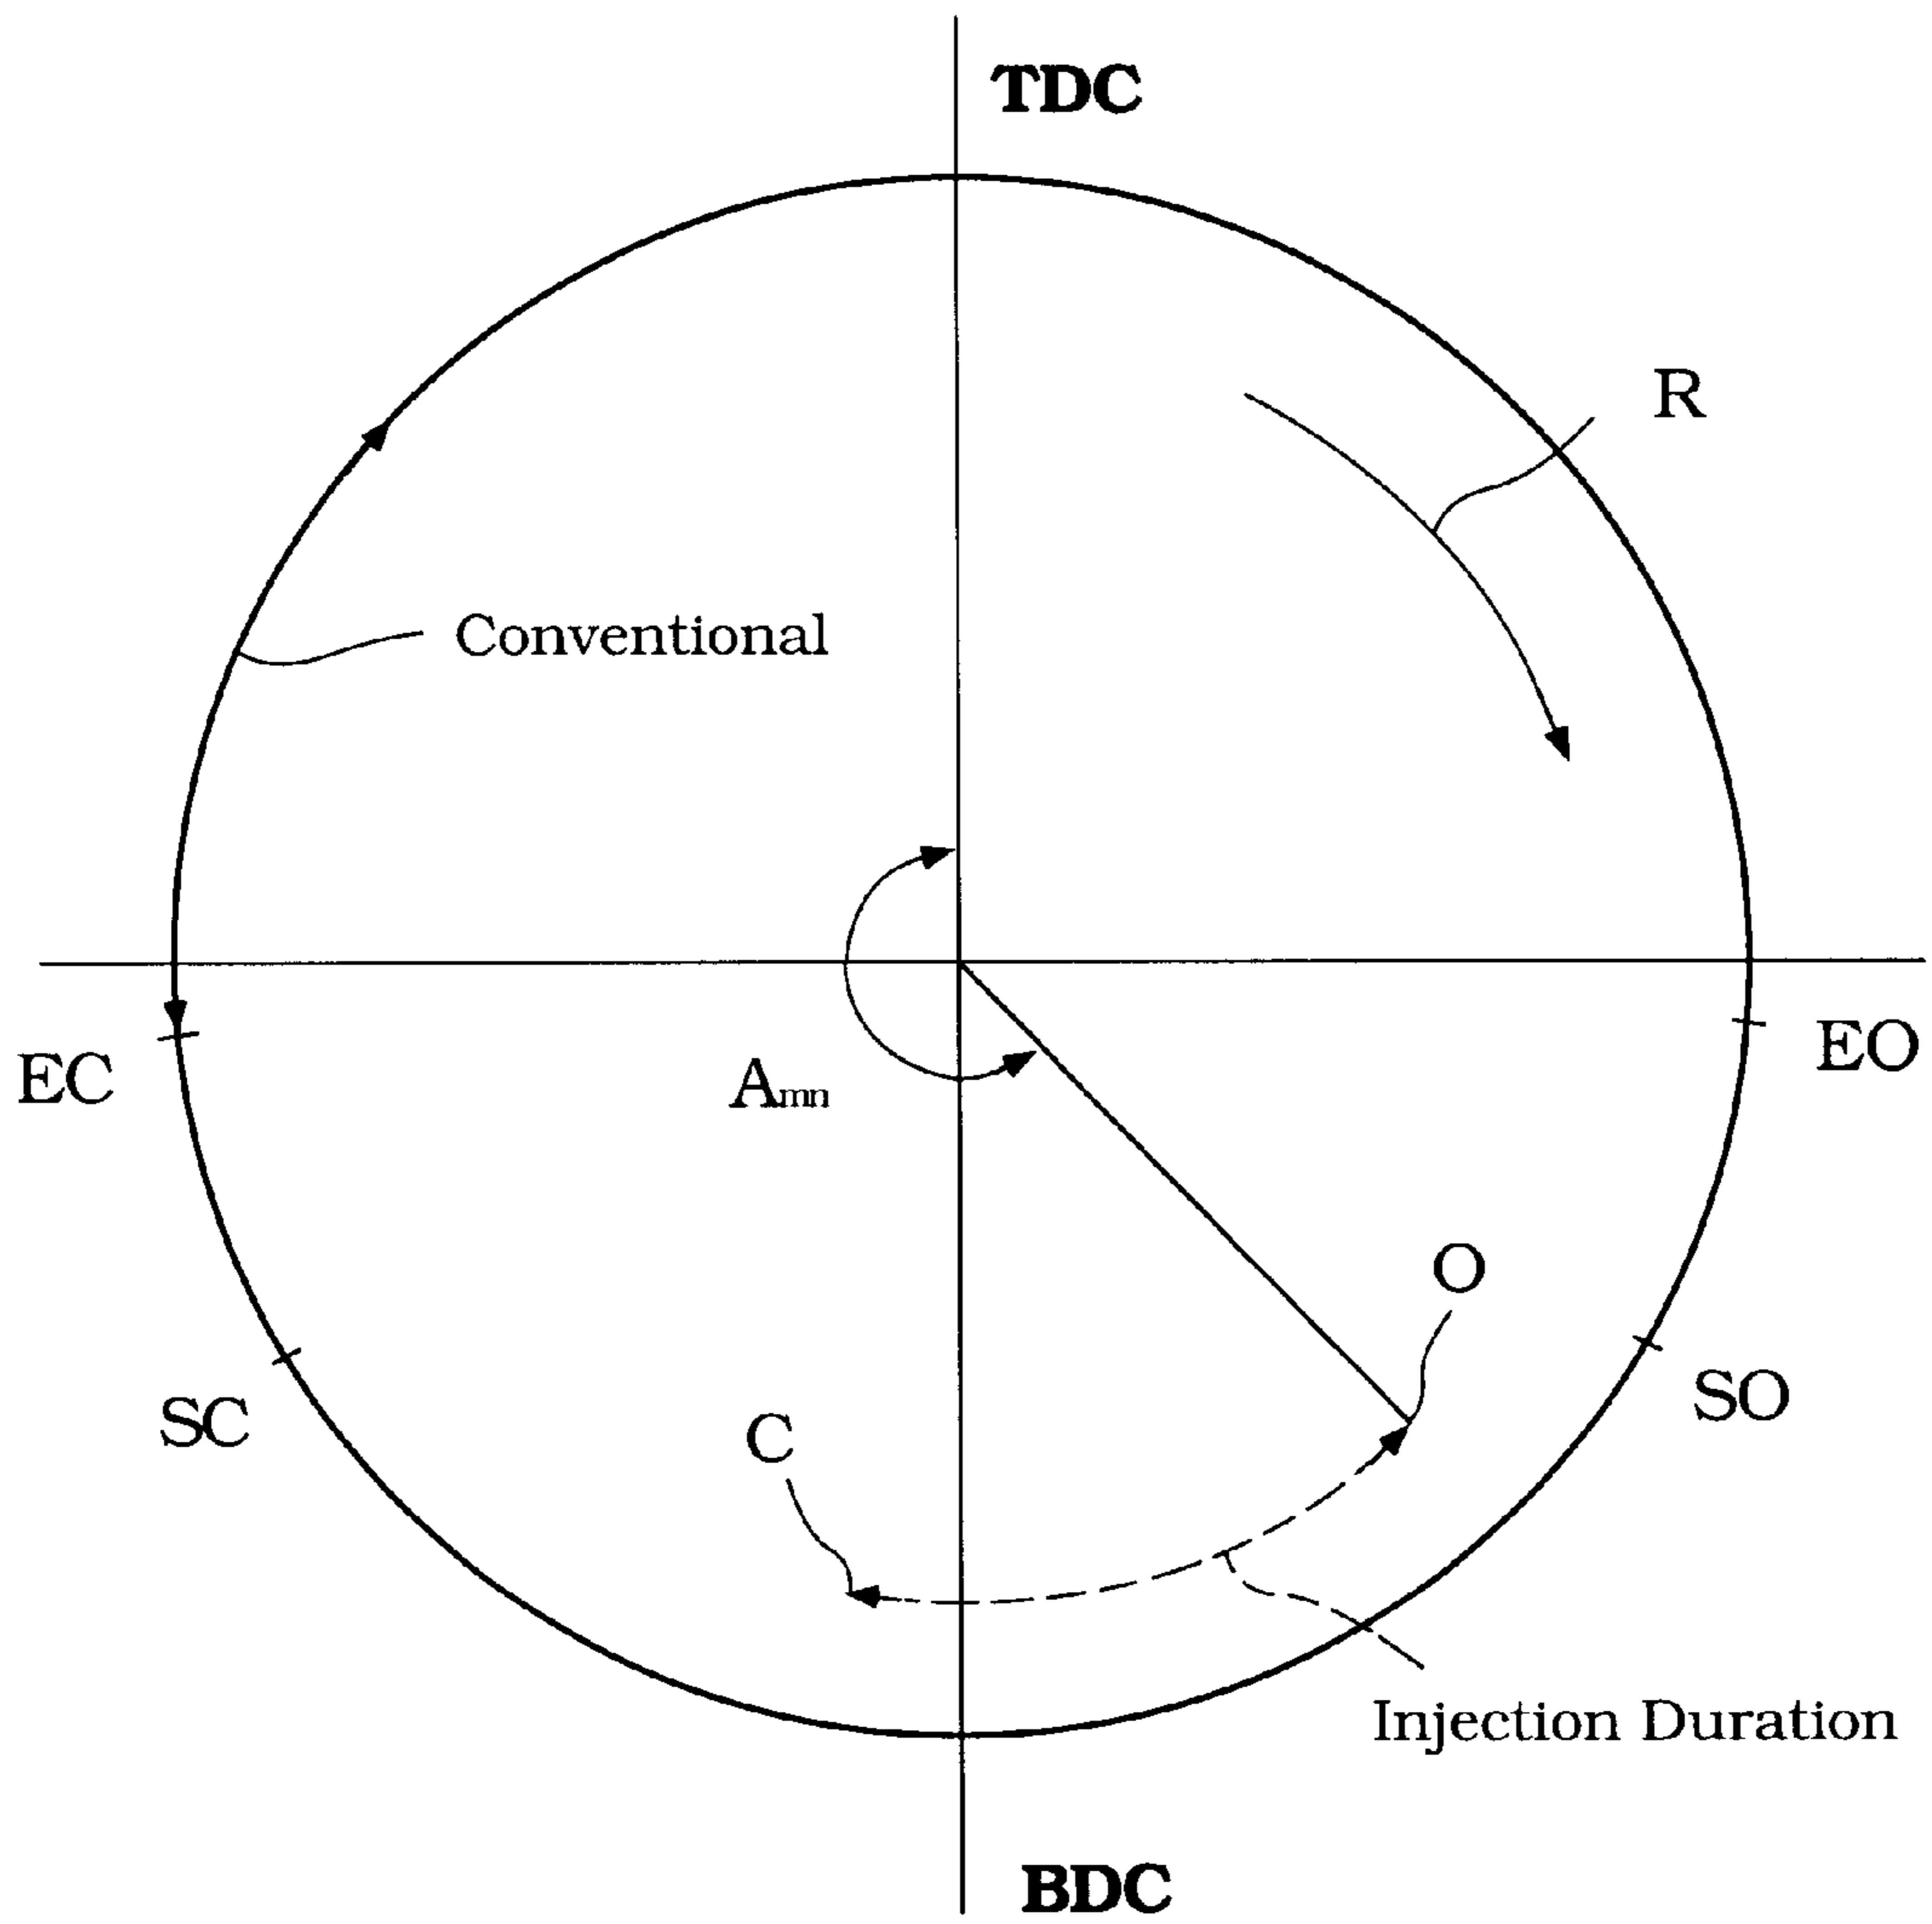 TDC
R
Conventional
EC
EO
Amn
O
SC
C
SO
Injection Duration
BDC